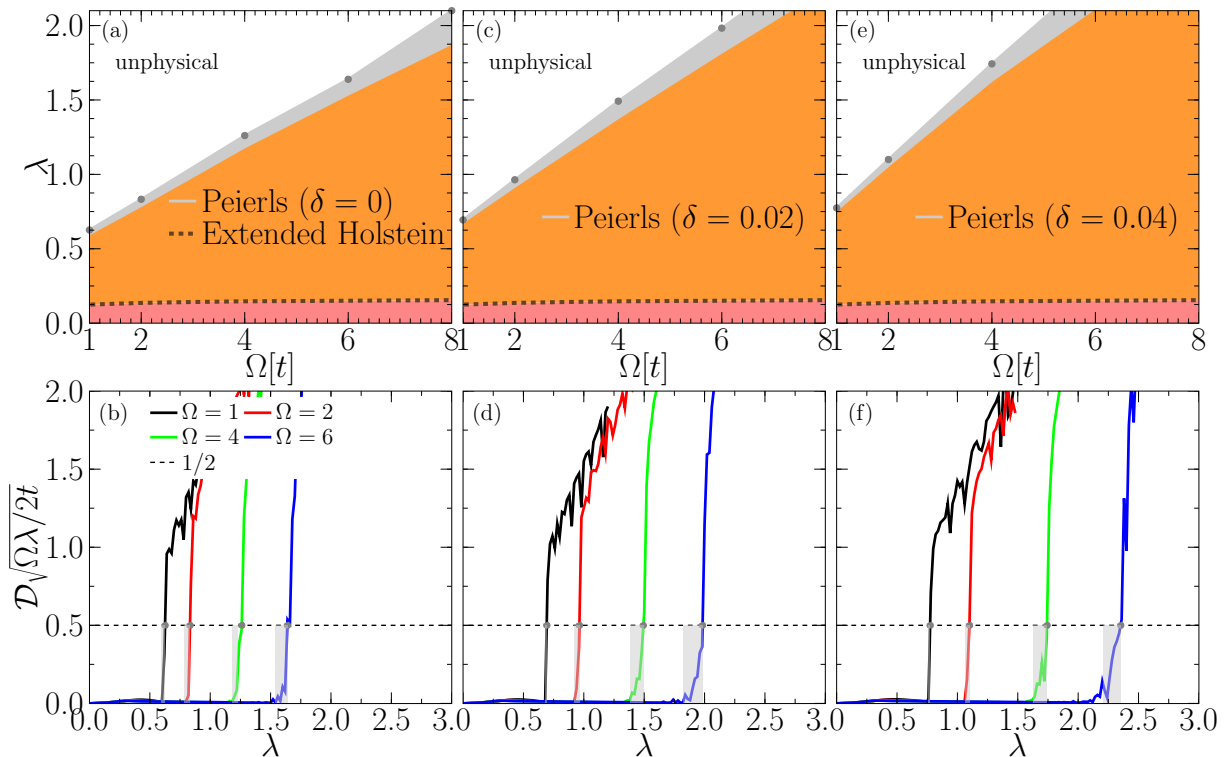 (a)
unphysical
Peierls (δ = 0)
Extended Holstein
λ
0.0
0.5
1.0
1.5
2.0
1 2 4 6 8
Ω[t]
(c)
unphysical
Peierls (δ = 0.02)
1 2 4 6 8
Ω[t]
(e)
unphysical
Peierls (δ = 0.04)
1 2 4 6 8
Ω[t]
(b)
Ω = 1 Ω = 2
Ω = 4 Ω = 6
1/2
𝒟√Ωλ/2t
0.0
0.5
1.0
1.5
2.0
0.0 0.5 1.0 1.5 2.0 2.5 3.0
λ
(d)
0.5 1.0 1.5 2.0 2.5 3.0
λ
(f)
0.5 1.0 1.5 2.0 2.5 3.0
λ